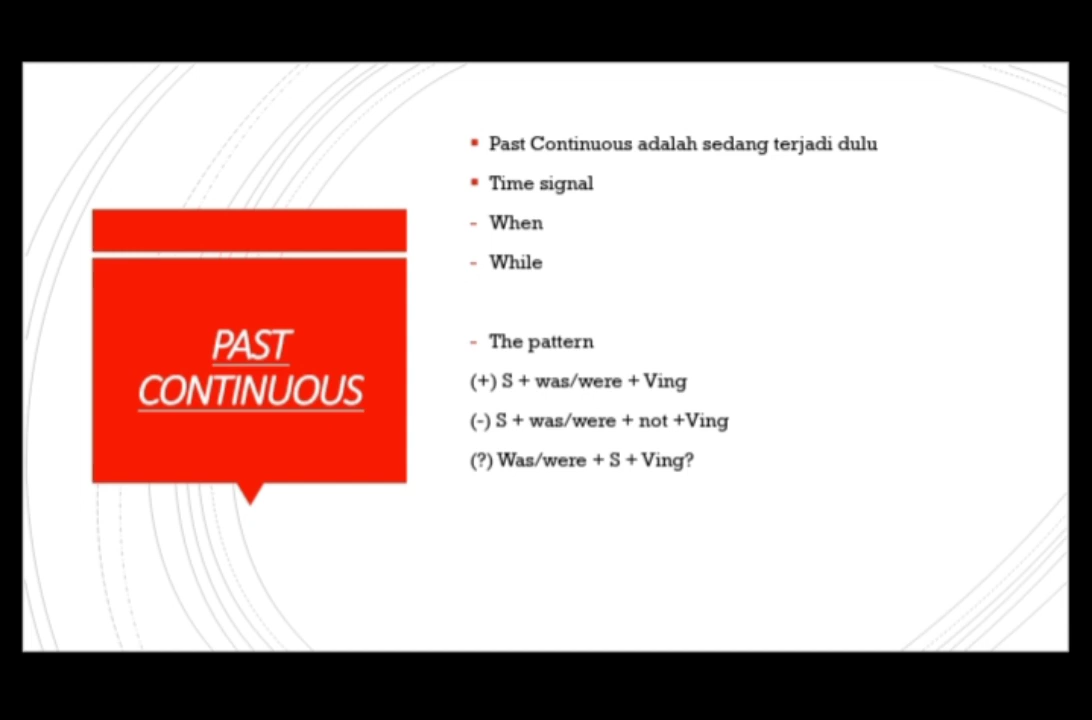 PAST
CONTINUOUS
▪ Past Continuous adalah sedang terjadi dulu
▪ Time signal
- When
- While
- The pattern
(+) S + was/were + Ving
(-) S + was/were + not +Ving
(?) Was/were + S + Ving?